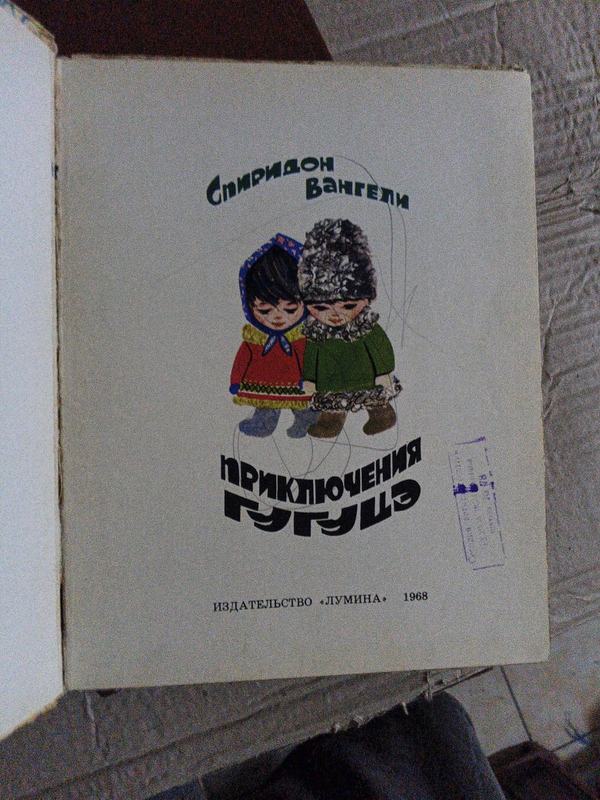 Спиридон
Вангели
ПРИКЛЮЧЕНИЯ
ГУГУЦЭ
ИЗДАТЕЛЬСТВО «ЛУМИНА» 1968